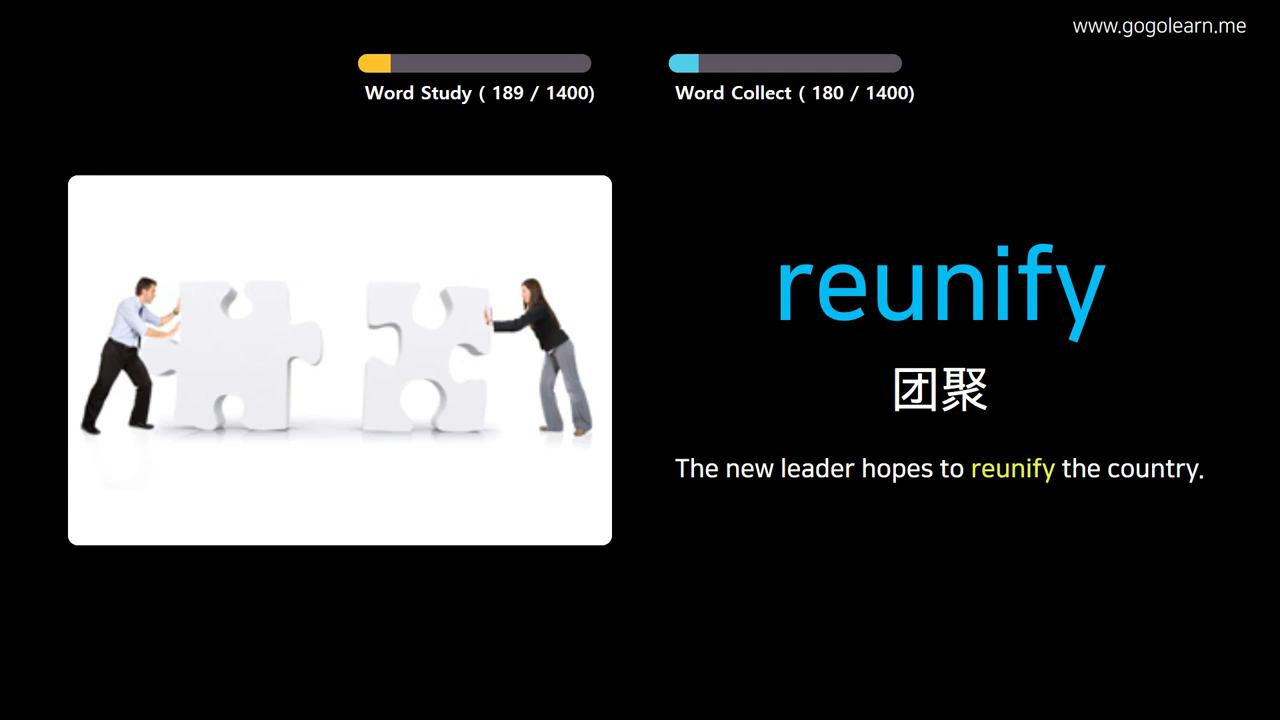 www.gogolearn.me
Word Study ( 189 / 1400)
Word Collect ( 180 / 1400)
reunify
团聚
The new leader hopes to reunify the country.